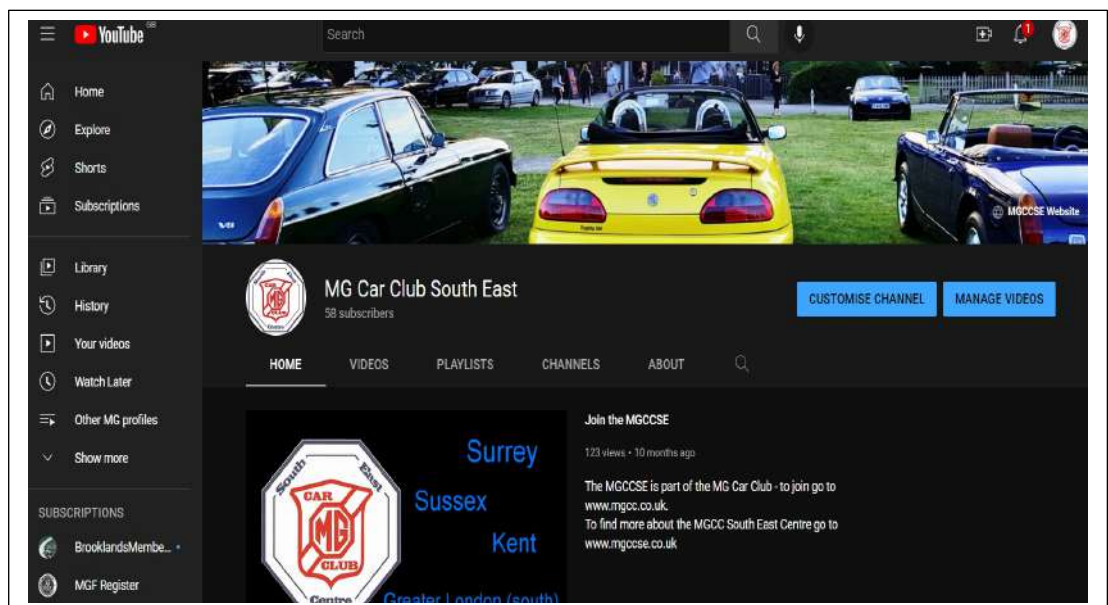 YouTube GB
Search
1
Home
Explore
Shorts
Subscriptions
Library
History
Your videos
Watch Later
Other MG profiles
Show more
SUBSCRIPTIONS
BrooklandsMembe...
MGF Register
V8
MGCCSE Website
MG Car Club South East
58 subscribers
CUSTOMISE CHANNEL
MANAGE VIDEOS
HOME VIDEOS PLAYLISTS CHANNELS ABOUT
South East
CAR
MG
CLUB
Centre
Surrey
Sussex
Kent
Greater London (south)
Join the MGCCSE
123 views • 10 months ago
The MGCCSE is part of the MG Car Club - to join go to
www.mgcc.co.uk.
To find more about the MGCC South East Centre go to
www.mgccse.co.uk